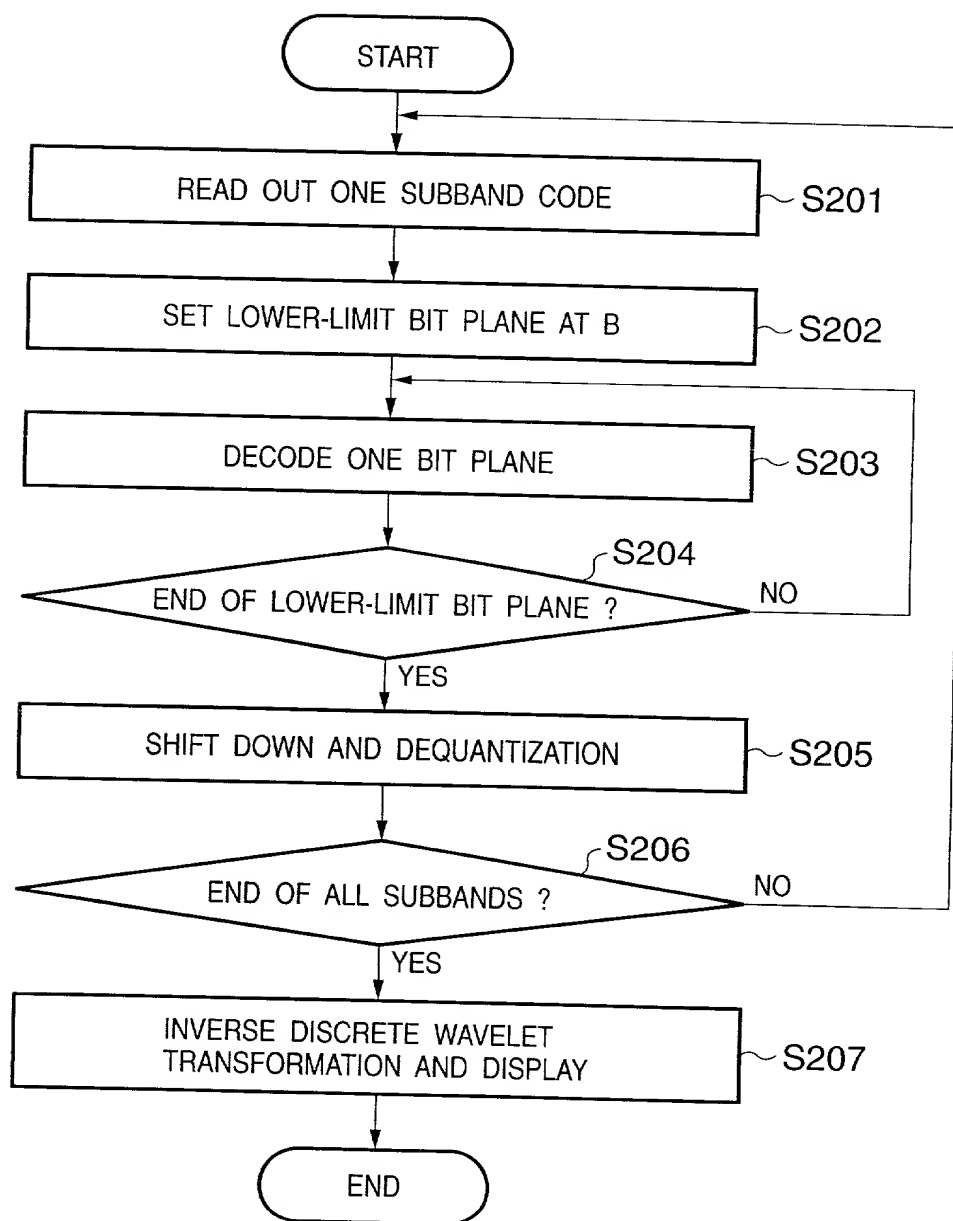 START
READ OUT ONE SUBBAND CODE
S201
SET LOWER-LIMIT BIT PLANE AT B
S202
DECODE ONE BIT PLANE
S203
S204
END OF LOWER-LIMIT BIT PLANE ?
NO
YES
SHIFT DOWN AND DEQUANTIZATION
S205
S206
END OF ALL SUBBANDS ?
NO
YES
INVERSE DISCRETE WAVELET
TRANSFORMATION AND DISPLAY
S207
END